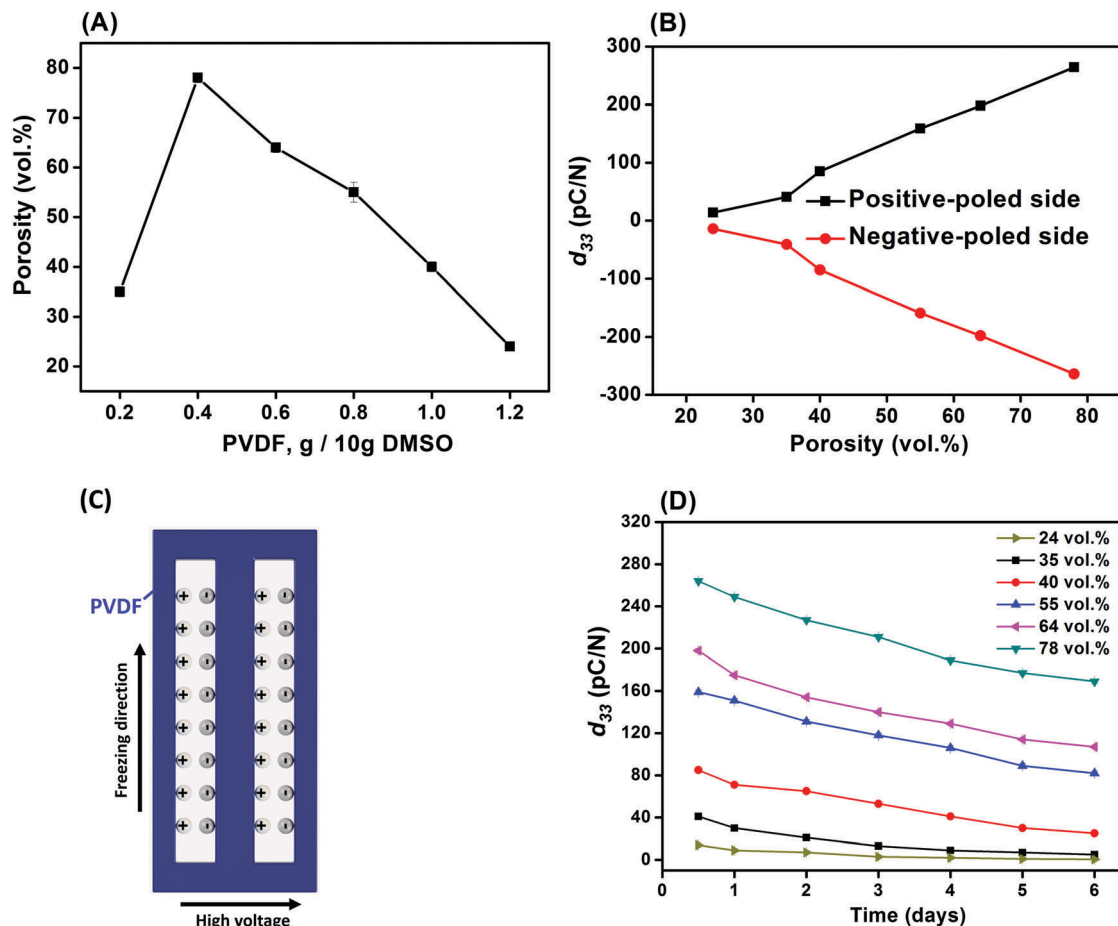 (A)
Porosity (vol.%)
80
70
60
50
40
30
20
0.2 0.4 0.6 0.8 1.0 1.2
PVDF, g / 10g DMSO
(B)
d33 (pC/N)
300
200
100
0
-100
-200
-300
Positive-poled side
Negative-poled side
20 30 40 50 60 70 80
Porosity (vol.%)
(C)
PVDF
Freezing direction
+ - + -
+ - + -
+ - + -
+ - + -
+ - + -
+ - + -
+ - + -
+ - + -
High voltage
(D)
d33 (pC/N)
320
280
240
200
160
120
80
40
0
24 vol.%
35 vol.%
40 vol.%
55 vol.%
64 vol.%
78 vol.%
0 1 2 3 4 5 6
Time (days)